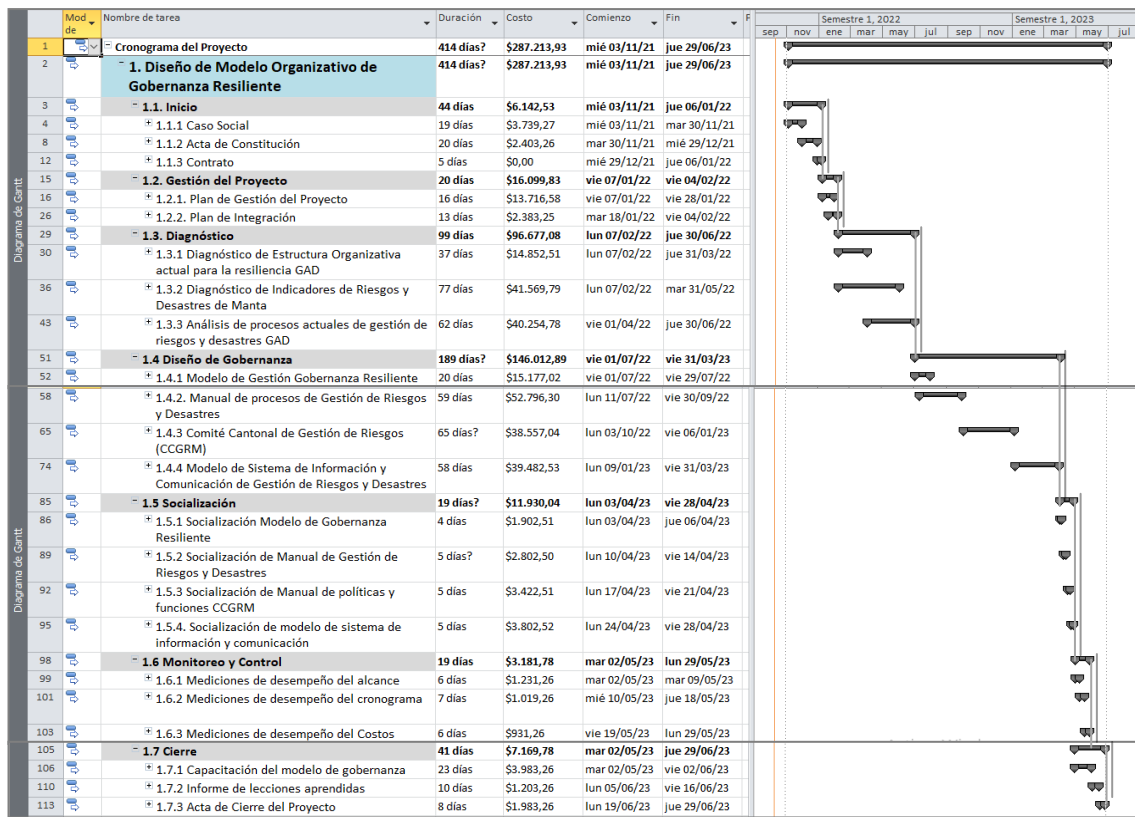 Mod de Nombre de tarea Duración Costo Comienzo Fin
Semestre 1, 2022 Semestre 1, 2023
sep nov ene mar may jul sep nov ene mar may jul
1 Cronograma del Proyecto 414 días? $287.213,93 mié 03/11/21 jue 29/06/23
2 1. Diseño de Modelo Organizativo de 414 días? $287.213,93 mié 03/11/21 jue 29/06/23
Gobernanza Resiliente
3 1.1. Inicio 44 días $6.142,53 mié 03/11/21 jue 06/01/22
4 1.1.1 Caso Social 19 días $3.739,27 mié 03/11/21 mar 30/11/21
8 1.1.2 Acta de Constitución 20 días $2.403,26 mar 30/11/21 mié 29/12/21
12 1.1.3 Contrato 5 días $0,00 mié 29/12/21 jue 06/01/22
15 1.2. Gestión del Proyecto 20 días $16.099,83 vie 07/01/22 vie 04/02/22
16 1.2.1. Plan de Gestión del Proyecto 16 días $13.716,58 vie 07/01/22 vie 28/01/22
26 1.2.2. Plan de Integración 13 días $2.383,25 mar 18/01/22 vie 04/02/22
29 1.3. Diagnóstico 99 días $96.677,08 lun 07/02/22 jue 30/06/22
30 1.3.1 Diagnóstico de Estructura Organizativa 37 días $14.852,51 lun 07/02/22 jue 31/03/22
actual para la resiliencia GAD
36 1.3.2 Diagnóstico de Indicadores de Riesgos y 77 días $41.569,79 lun 07/02/22 mar 31/05/22
Desastres de Manta
43 1.3.3 Análisis de procesos actuales de gestión de 62 días $40.254,78 vie 01/04/22 jue 30/06/22
riesgos y desastres GAD
51 1.4 Diseño de Gobernanza 189 días? $146.012,89 vie 01/07/22 vie 31/03/23
52 1.4.1 Modelo de Gestión Gobernanza Resiliente 20 días $15.177,02 vie 01/07/22 vie 29/07/22
Diagrama de Gantt
58 1.4.2. Manual de procesos de Gestión de Riesgos 59 días $52.796,30 lun 11/07/22 vie 30/09/22
y Desastres
65 1.4.3 Comité Cantonal de Gestión de Riesgos 65 días? $38.557,04 lun 03/10/22 vie 06/01/23
(CCGRM)
74 1.4.4 Modelo de Sistema de Información y 58 días $39.482,53 lun 09/01/23 vie 31/03/23
Comunicación de Gestión de Riesgos y Desastres
85 1.5 Socialización 19 días? $11.930,04 lun 03/04/23 vie 28/04/23
86 1.5.1 Socialización Modelo de Gobernanza 4 días $1.902,51 lun 03/04/23 jue 06/04/23
Resiliente
89 1.5.2 Socialización de Manual de Gestión de 5 días? $2.802,50 lun 10/04/23 vie 14/04/23
Riesgos y Desastres
92 1.5.3 Socialización de Manual de políticas y 5 días $3.422,51 lun 17/04/23 vie 21/04/23
funciones CCGRM
95 1.5.4. Socialización de modelo de sistema de 5 días $3.802,52 lun 24/04/23 vie 28/04/23
información y comunicación
98 1.6 Monitoreo y Control 19 días $3.181,78 mar 02/05/23 lun 29/05/23
99 1.6.1 Mediciones de desempeño del alcance 6 días $1.231,26 mar 02/05/23 mar 09/05/23
101 1.6.2 Mediciones de desempeño del cronograma 7 días $1.019,26 mié 10/05/23 jue 18/05/23
103 1.6.3 Mediciones de desempeño del Costos 6 días $931,26 vie 19/05/23 lun 29/05/23
Diagrama de Gantt
105 1.7 Cierre 41 días $7.169,78 mar 02/05/23 jue 29/06/23
106 1.7.1 Capacitación del modelo de gobernanza 23 días $3.983,26 mar 02/05/23 vie 02/06/23
110 1.7.2 Informe de lecciones aprendidas 10 días $1.203,26 lun 05/06/23 vie 16/06/23
113 1.7.3 Acta de Cierre del Proyecto 8 días $1.983,26 lun 19/06/23 jue 29/06/23